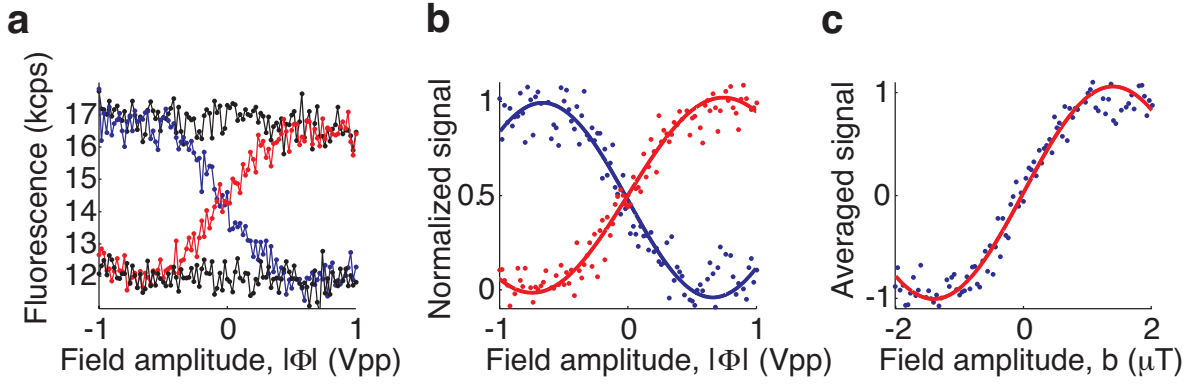 a
Fluorescence (kcps)
17
16
15
14
13
12
-1
0
1
Field amplitude, |Φ| (Vpp)
b
Normalized signal
1
0.5
0
-1
0
1
Field amplitude, |Φ| (Vpp)
c
Averaged signal
1
0
-1
-2
0
2
Field amplitude, b (μT)